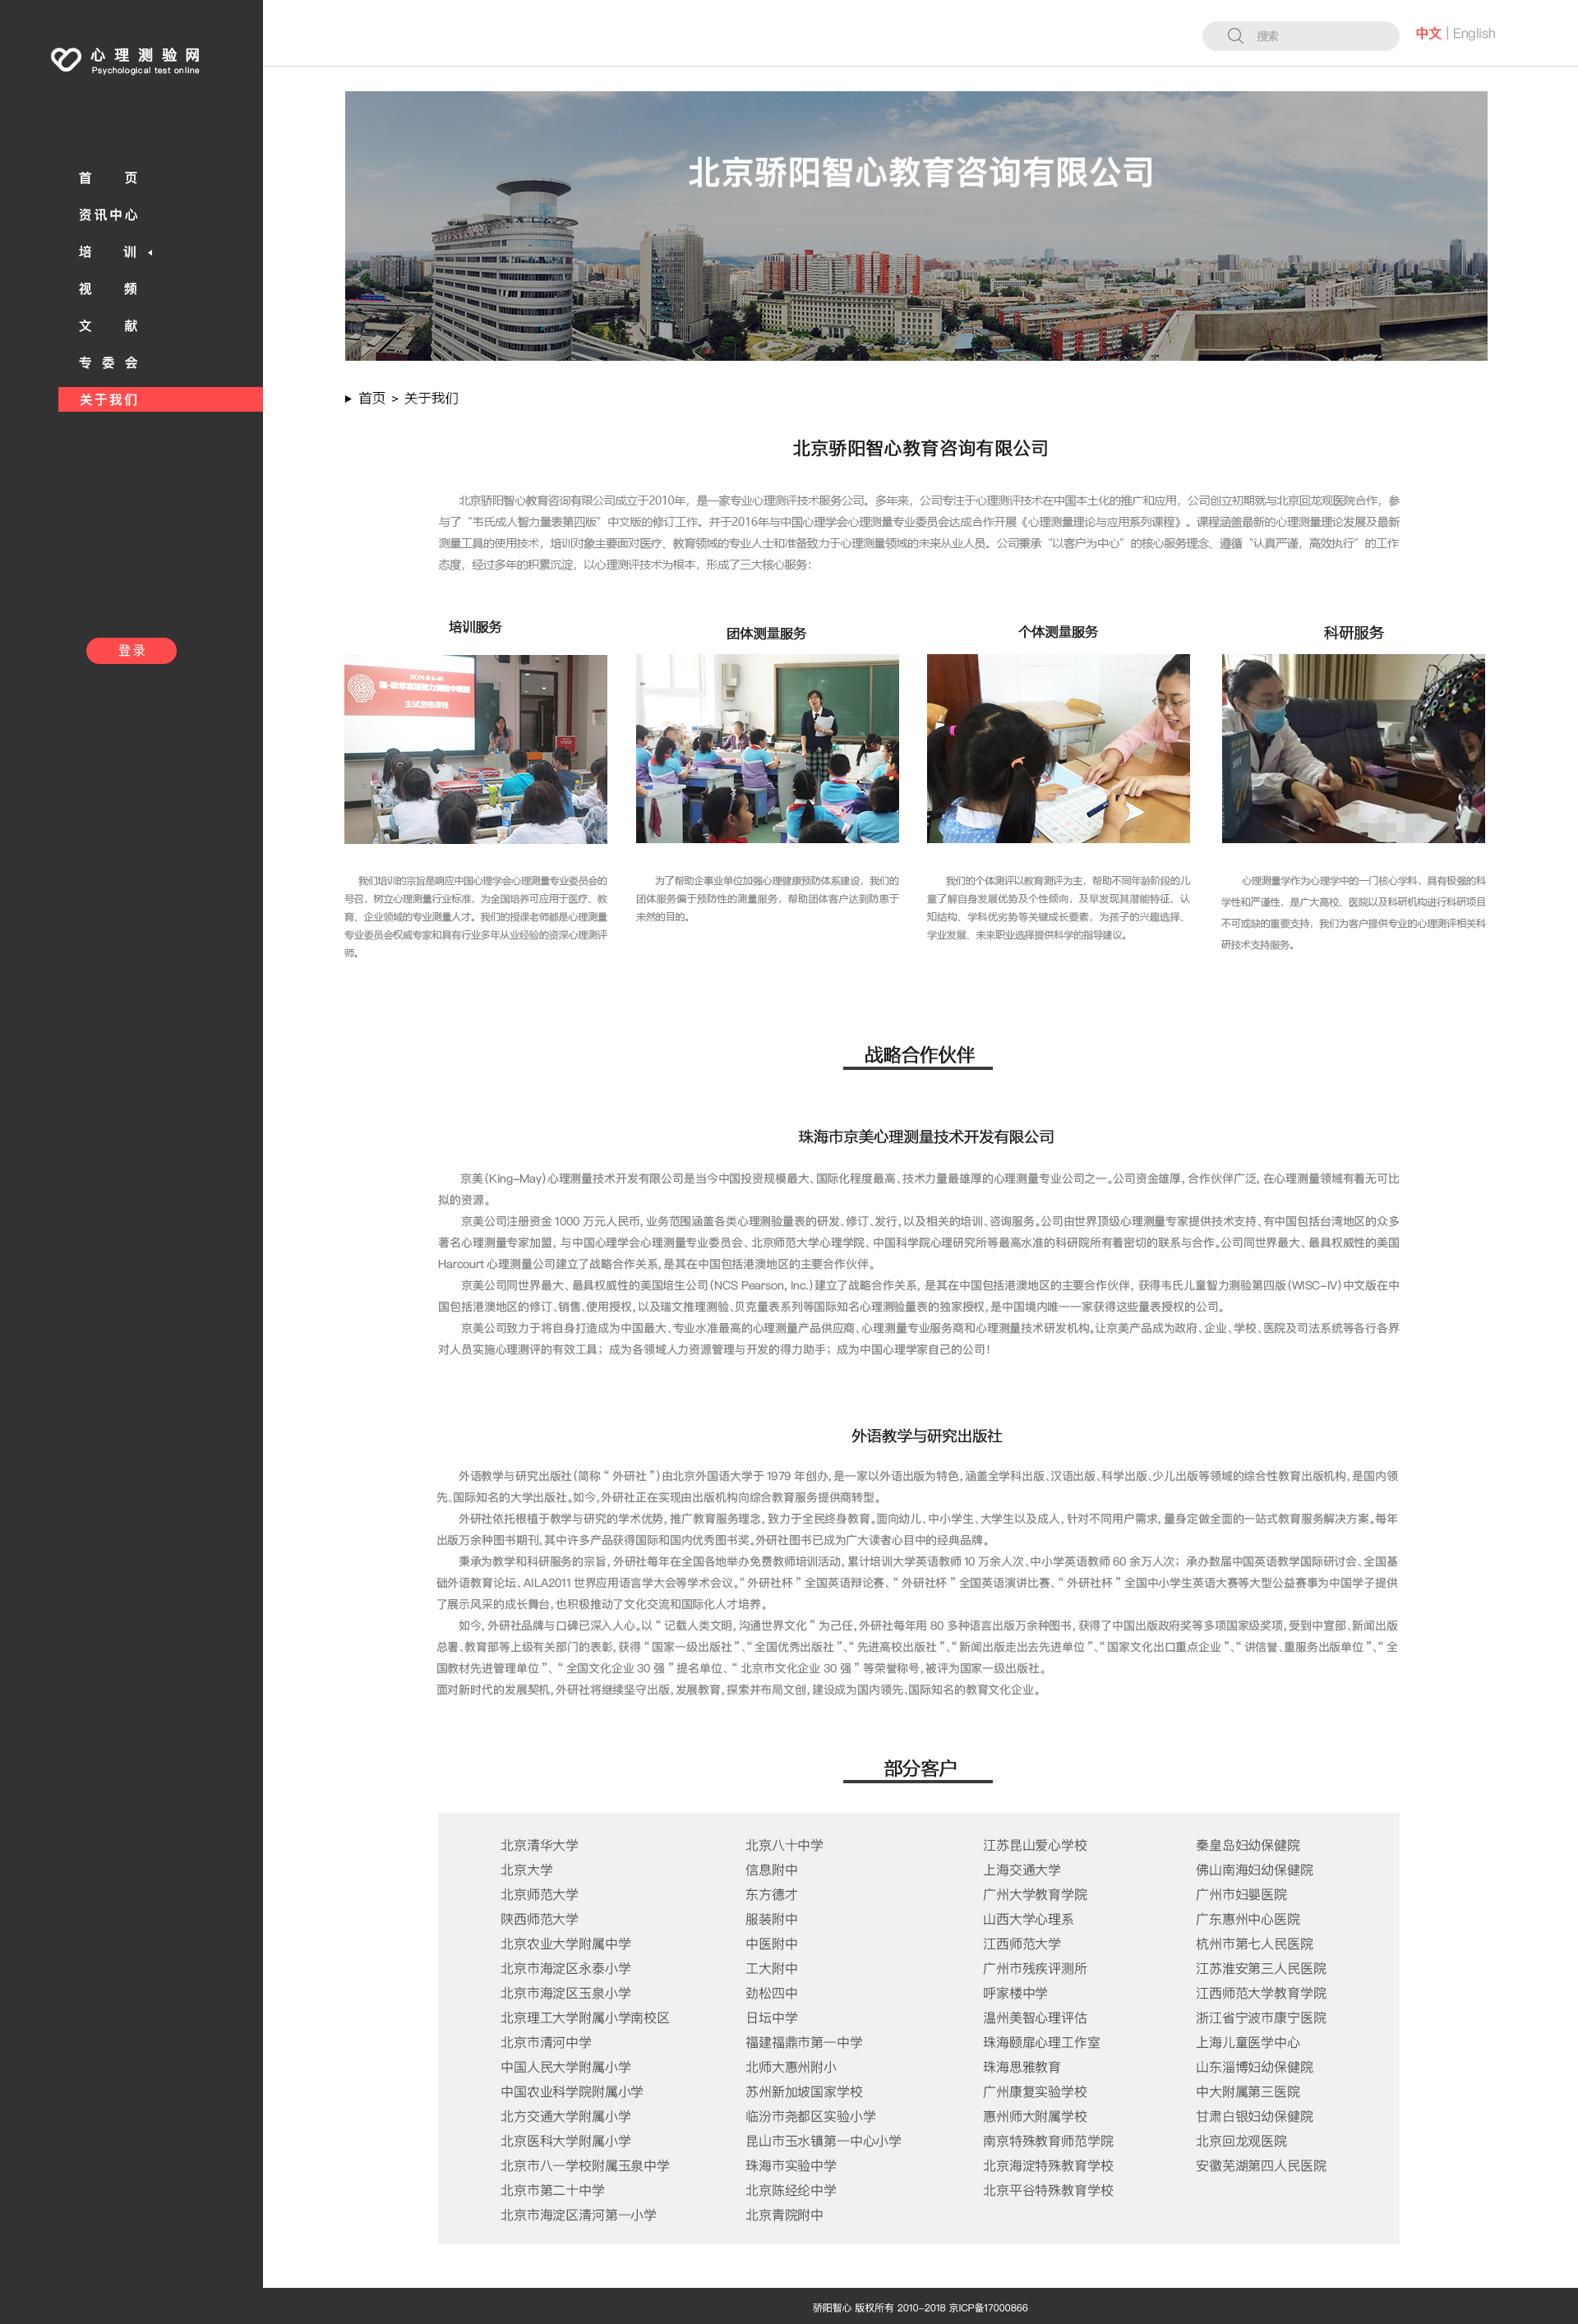 心理测验网
Psychological test online
搜索
中文 | English
首 页
资讯中心
培 训
视 频
文 献
专 委 会
关于我们
登录
北京骄阳智心教育咨询有限公司
首页 > 关于我们
北京骄阳智心教育咨询有限公司
北京骄阳智心教育咨询有限公司成立于2010年，是一家专业心理测评技术服务公司。多年来，公司专注于心理测评技术在中国本土化的推广和应用，公司创立初期就与北京回龙观医院合作，参
与了“韦氏成人智力量表第四版”中文版的修订工作。并于2016年与中国心理学会心理测量专业委员会达成合作开展《心理测量理论与应用系列课程》。课程涵盖最新的心理测量理论发展及最新
测量工具的使用技术，培训对象主要面对医疗、教育领域的专业人士和准备致力于心理测量领域的未来从业人员。公司秉承“以客户为中心”的核心服务理念、遵循“认真严谨，高效执行”的工作
态度，经过多年的积累沉淀，以心理测评技术为根本，形成了三大核心服务：
培训服务
SON-R 6-40
斯-欧非言语智力测验中模版
主试资格课程
我们培训的宗旨是响应中国心理学会心理测量专业委员会的
号召，树立心理测量行业标准，为全国培养可应用于医疗、教
育、企业领域的专业测量人才。我们的授课老师都是心理测量
专业委员会权威专家和具有行业多年从业经验的资深心理测评
师。
团体测量服务
为了帮助企事业单位加强心理健康预防体系建设，我们的
团体服务偏于预防性的测量服务，帮助团体客户达到防患于
未然的目的。
个体测量服务
我们的个体测评以教育测评为主，帮助不同年龄阶段的儿
童了解自身发展优势及个性倾向，及早发现其潜能特征、认
知结构、学科优劣势等关键成长要素，为孩子的兴趣选择、
学业发展、未来职业选择提供科学的指导建议。
科研服务
心理测量学作为心理学中的一门核心学科，具有极强的科
学性和严谨性，是广大高校、医院以及科研机构进行科研项目
不可或缺的重要支持，我们为客户提供专业的心理测评相关科
研技术支持服务。
战略合作伙伴
珠海市京美心理测量技术开发有限公司
京美（King-May）心理测量技术开发有限公司是当今中国投资规模最大、国际化程度最高、技术力量最雄厚的心理测量专业公司之一。公司资金雄厚，合作伙伴广泛，在心理测量领域有着无可比
拟的资源。
京美公司注册资金 1000 万元人民币，业务范围涵盖各类心理测验量表的研发、修订、发行，以及相关的培训、咨询服务。公司由世界顶级心理测量专家提供技术支持、有中国包括台湾地区的众多
著名心理测量专家加盟，与中国心理学会心理测量专业委员会、北京师范大学心理学院、中国科学院心理研究所等最高水准的科研院所有着密切的联系与合作。公司同世界最大、最具权威性的美国
Harcourt 心理测量公司建立了战略合作关系，是其在中国包括港澳地区的主要合作伙伴。
京美公司同世界最大、最具权威性的美国培生公司（NCS Pearson, Inc.）建立了战略合作关系，是其在中国包括港澳地区的主要合作伙伴，获得韦氏儿童智力测验第四版（WISC-IV）中文版在中
国包括港澳地区的修订、销售、使用授权，以及瑞文推理测验、贝克量表系列等国际知名心理测验量表的独家授权，是中国境内唯一一家获得这些量表授权的公司。
京美公司致力于将自身打造成为中国最大、专业水准最高的心理测量产品供应商、心理测量专业服务商和心理测量技术研发机构。让京美产品成为政府、企业、学校、医院及司法系统等各行各界
对人员实施心理测评的有效工具；成为各领域人力资源管理与开发的得力助手；成为中国心理学家自己的公司！
外语教学与研究出版社
外语教学与研究出版社（简称“外研社”）由北京外国语大学于 1979 年创办，是一家以外语出版为特色，涵盖全学科出版、汉语出版、科学出版、少儿出版等领域的综合性教育出版机构，是国内领
先、国际知名的大学出版社。如今，外研社正在实现由出版机构向综合教育服务提供商转型。
外研社依托根植于教学与研究的学术优势，推广教育服务理念，致力于全民终身教育。面向幼儿、中小学生、大学生以及成人，针对不同用户需求，量身定做全面的一站式教育服务解决方案。每年
出版万余种图书期刊，其中许多产品获得国际和国内优秀图书奖。外研社图书已成为广大读者心目中的经典品牌。
秉承为教学和科研服务的宗旨，外研社每年在全国各地举办免费教师培训活动，累计培训大学英语教师 10 万余人次、中小学英语教师 60 余万人次；承办数届中国英语教学国际研讨会、全国基
础外语教育论坛、AILA2011 世界应用语言学大会等学术会议。“外研社杯”全国英语辩论赛、“外研社杯”全国英语演讲比赛、“外研社杯”全国中小学生英语大赛等大型公益赛事为中国学子提供
了展示风采的成长舞台，也积极推动了文化交流和国际化人才培养。
如今，外研社品牌与口碑已深入人心。以“记载人类文明，沟通世界文化”为己任，外研社每年用 80 多种语言出版万余种图书，获得了中国出版政府奖等多项国家级奖项，受到中宣部、新闻出版
总署、教育部等上级有关部门的表彰，获得“国家一级出版社”、“全国优秀出版社”、“先进高校出版社”、“新闻出版走出去先进单位”、“国家文化出口重点企业”、“讲信誉、重服务出版单位”、“全
国教材先进管理单位”、“全国文化企业 30 强”提名单位、“北京市文化企业 30 强”等荣誉称号，被评为国家一级出版社。
面对新时代的发展契机，外研社将继续坚守出版，发展教育，探索并布局文创，建设成为国内领先、国际知名的教育文化企业。
部分客户
北京清华大学
北京大学
北京师范大学
陕西师范大学
北京农业大学附属中学
北京市海淀区永泰小学
北京市海淀区玉泉小学
北京理工大学附属小学南校区
北京市清河中学
中国人民大学附属小学
中国农业科学院附属小学
北方交通大学附属小学
北京医科大学附属小学
北京市八一学校附属玉泉中学
北京市第二十中学
北京市海淀区清河第一小学
北京八十中学
信息附中
东方德才
服装附中
中医附中
工大附中
劲松四中
日坛中学
福建福鼎市第一中学
北师大惠州附小
苏州新加坡国家学校
临汾市尧都区实验小学
昆山市玉水镇第一中心小学
珠海市实验中学
北京陈经纶中学
北京青院附中
江苏昆山爱心学校
上海交通大学
广州大学教育学院
山西大学心理系
江西师范大学
广州市残疾评测所
呼家楼中学
温州美智心理评估
珠海颐扉心理工作室
珠海思雅教育
广州康复实验学校
惠州师大附属学校
南京特殊教育师范学院
北京海淀特殊教育学校
北京平谷特殊教育学校
秦皇岛妇幼保健院
佛山南海妇幼保健院
广州市妇婴医院
广东惠州中心医院
杭州市第七人民医院
江苏淮安第三人民医院
江西师范大学教育学院
浙江省宁波市康宁医院
上海儿童医学中心
山东淄博妇幼保健院
中大附属第三医院
甘肃白银妇幼保健院
北京回龙观医院
安徽芜湖第四人民医院
骄阳智心 版权所有 2010-2018 京ICP备17000866